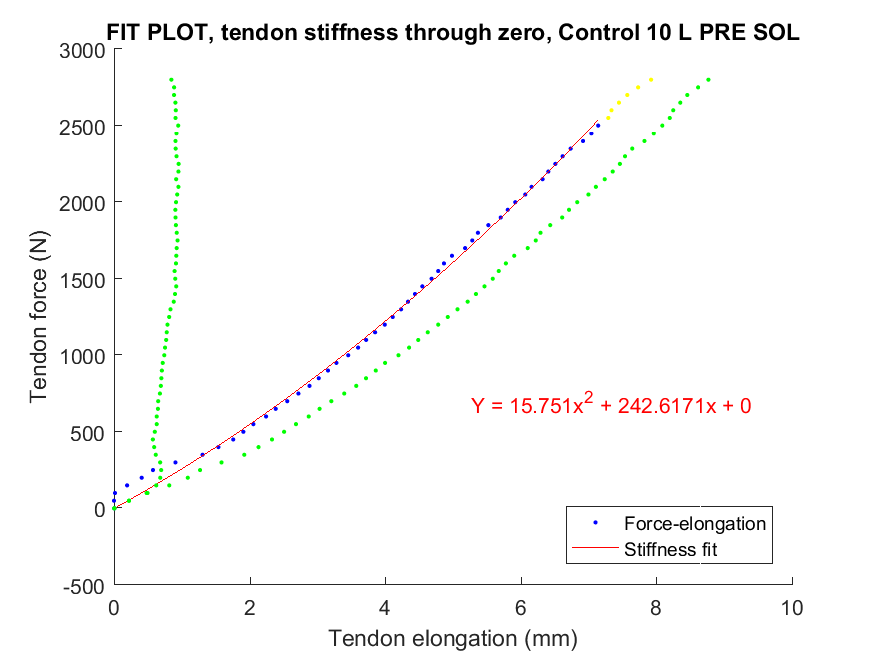 FIT PLOT, tendon stiffness through zero, Control 10 L PRE SOL
3000
2500
2000
1500
1000
500
0
-500
Tendon force (N)
Y = 15.751x² + 242.6171x + 0
Force-elongation
Stiffness fit
0 2 4 6 8 10
Tendon elongation (mm)